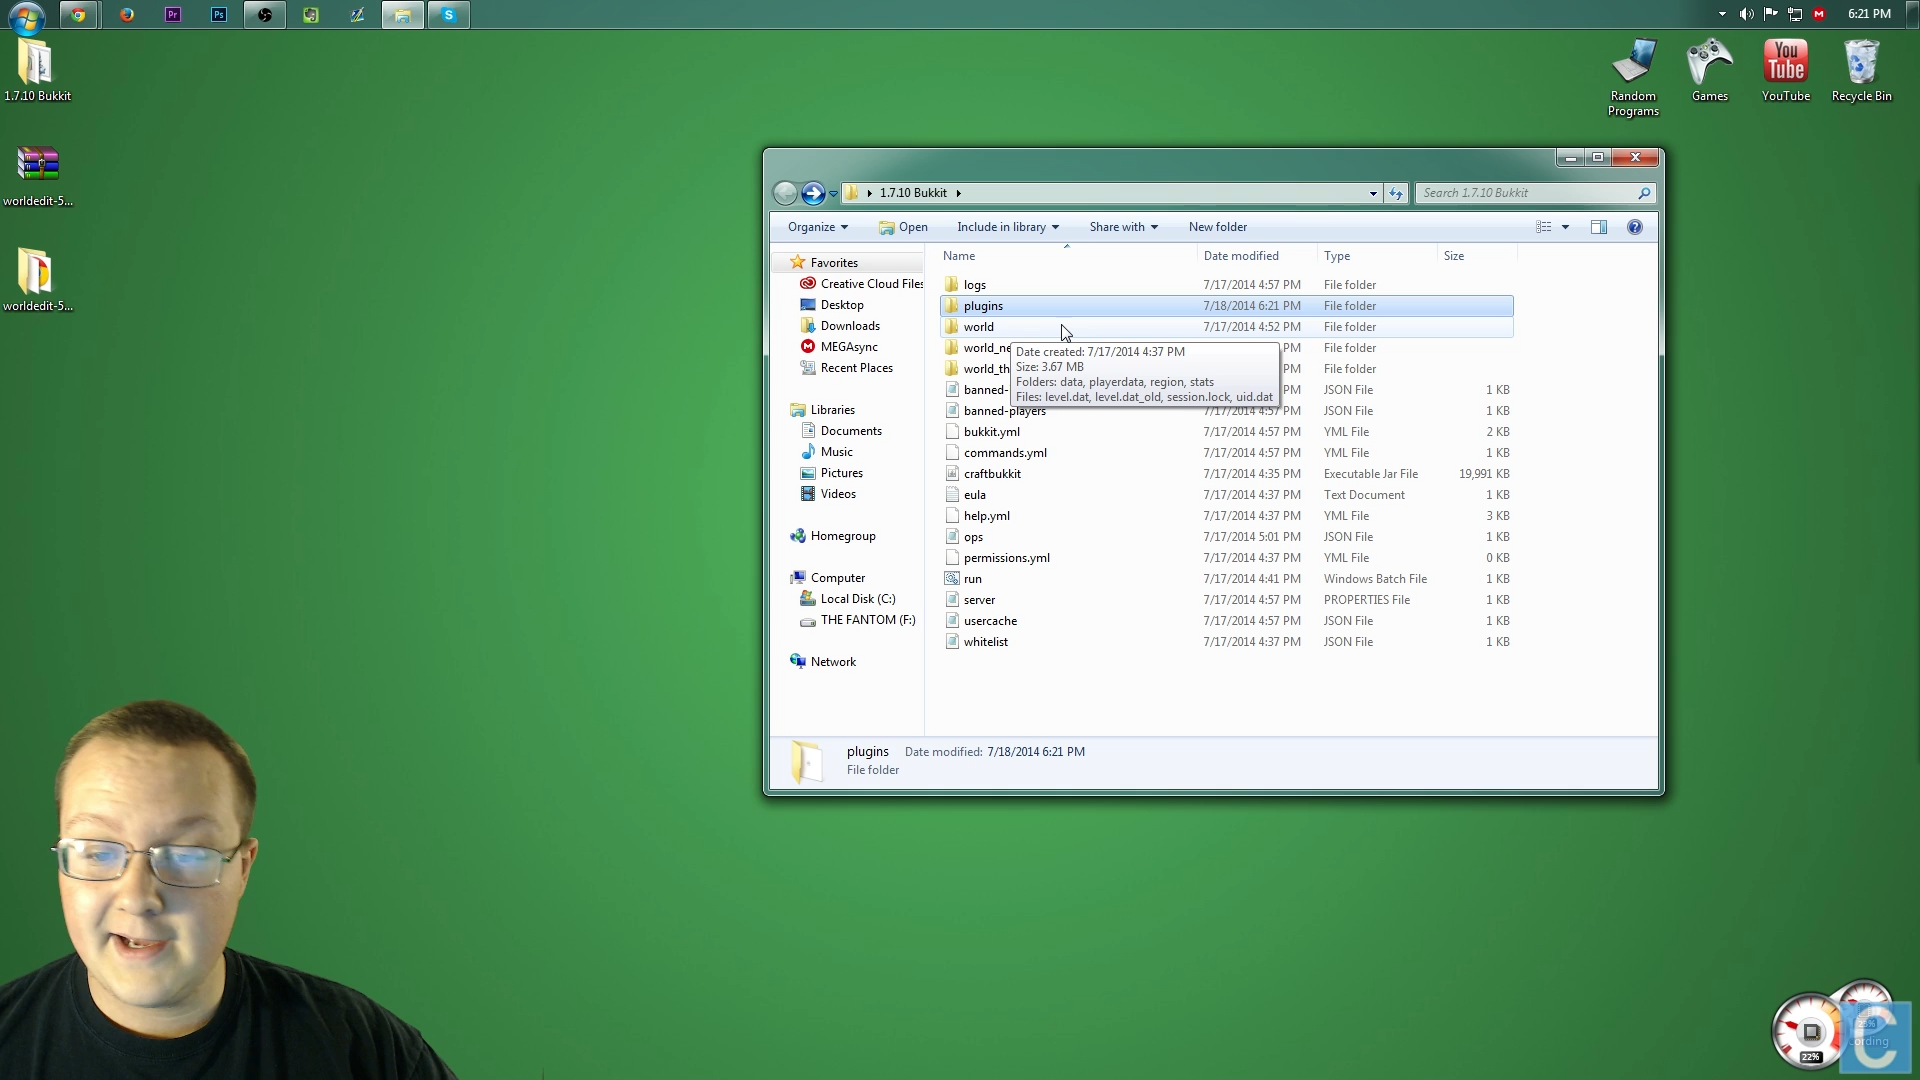 Pr
Ps
S
M
6:21 PM
1.7.10 Bukkit
worldedit-5...
worldedit-5...
Random Programs
Games
You Tube
YouTube
Recycle Bin
1.7.10 Bukkit
Search 1.7.10 Bukkit
Organize
Open
Include in library
Share with
New folder
Favorites
Creative Cloud Files
Desktop
Downloads
MEGAsync
Recent Places
Libraries
Documents
Music
Pictures
Videos
Homegroup
Computer
Local Disk (C:)
THE FANTOM (F:)
Network
Name Date modified Type Size
logs 7/17/2014 4:57 PM File folder
plugins 7/18/2014 6:21 PM File folder
world 7/17/2014 4:52 PM File folder
world_ne PM File folder
world_th PM File folder
banned- PM JSON File 1 KB
banned-players 7/17/2014 4:57 PM JSON File 1 KB
bukkit.yml 7/17/2014 4:57 PM YML File 2 KB
commands.yml 7/17/2014 4:57 PM YML File 1 KB
craftbukkit 7/17/2014 4:35 PM Executable Jar File 19,991 KB
eula 7/17/2014 4:37 PM Text Document 1 KB
help.yml 7/17/2014 4:37 PM YML File 3 KB
ops 7/17/2014 5:01 PM JSON File 1 KB
permissions.yml 7/17/2014 4:37 PM YML File 0 KB
run 7/17/2014 4:41 PM Windows Batch File 1 KB
server 7/17/2014 4:57 PM PROPERTIES File 1 KB
usercache 7/17/2014 4:57 PM JSON File 1 KB
whitelist 7/17/2014 4:37 PM JSON File 1 KB
Date created: 7/17/2014 4:37 PM
Size: 3.67 MB
Folders: data, playerdata, region, stats
Files: level.dat, level.dat_old, session.lock, uid.dat
plugins Date modified: 7/18/2014 6:21 PM
File folder
22%